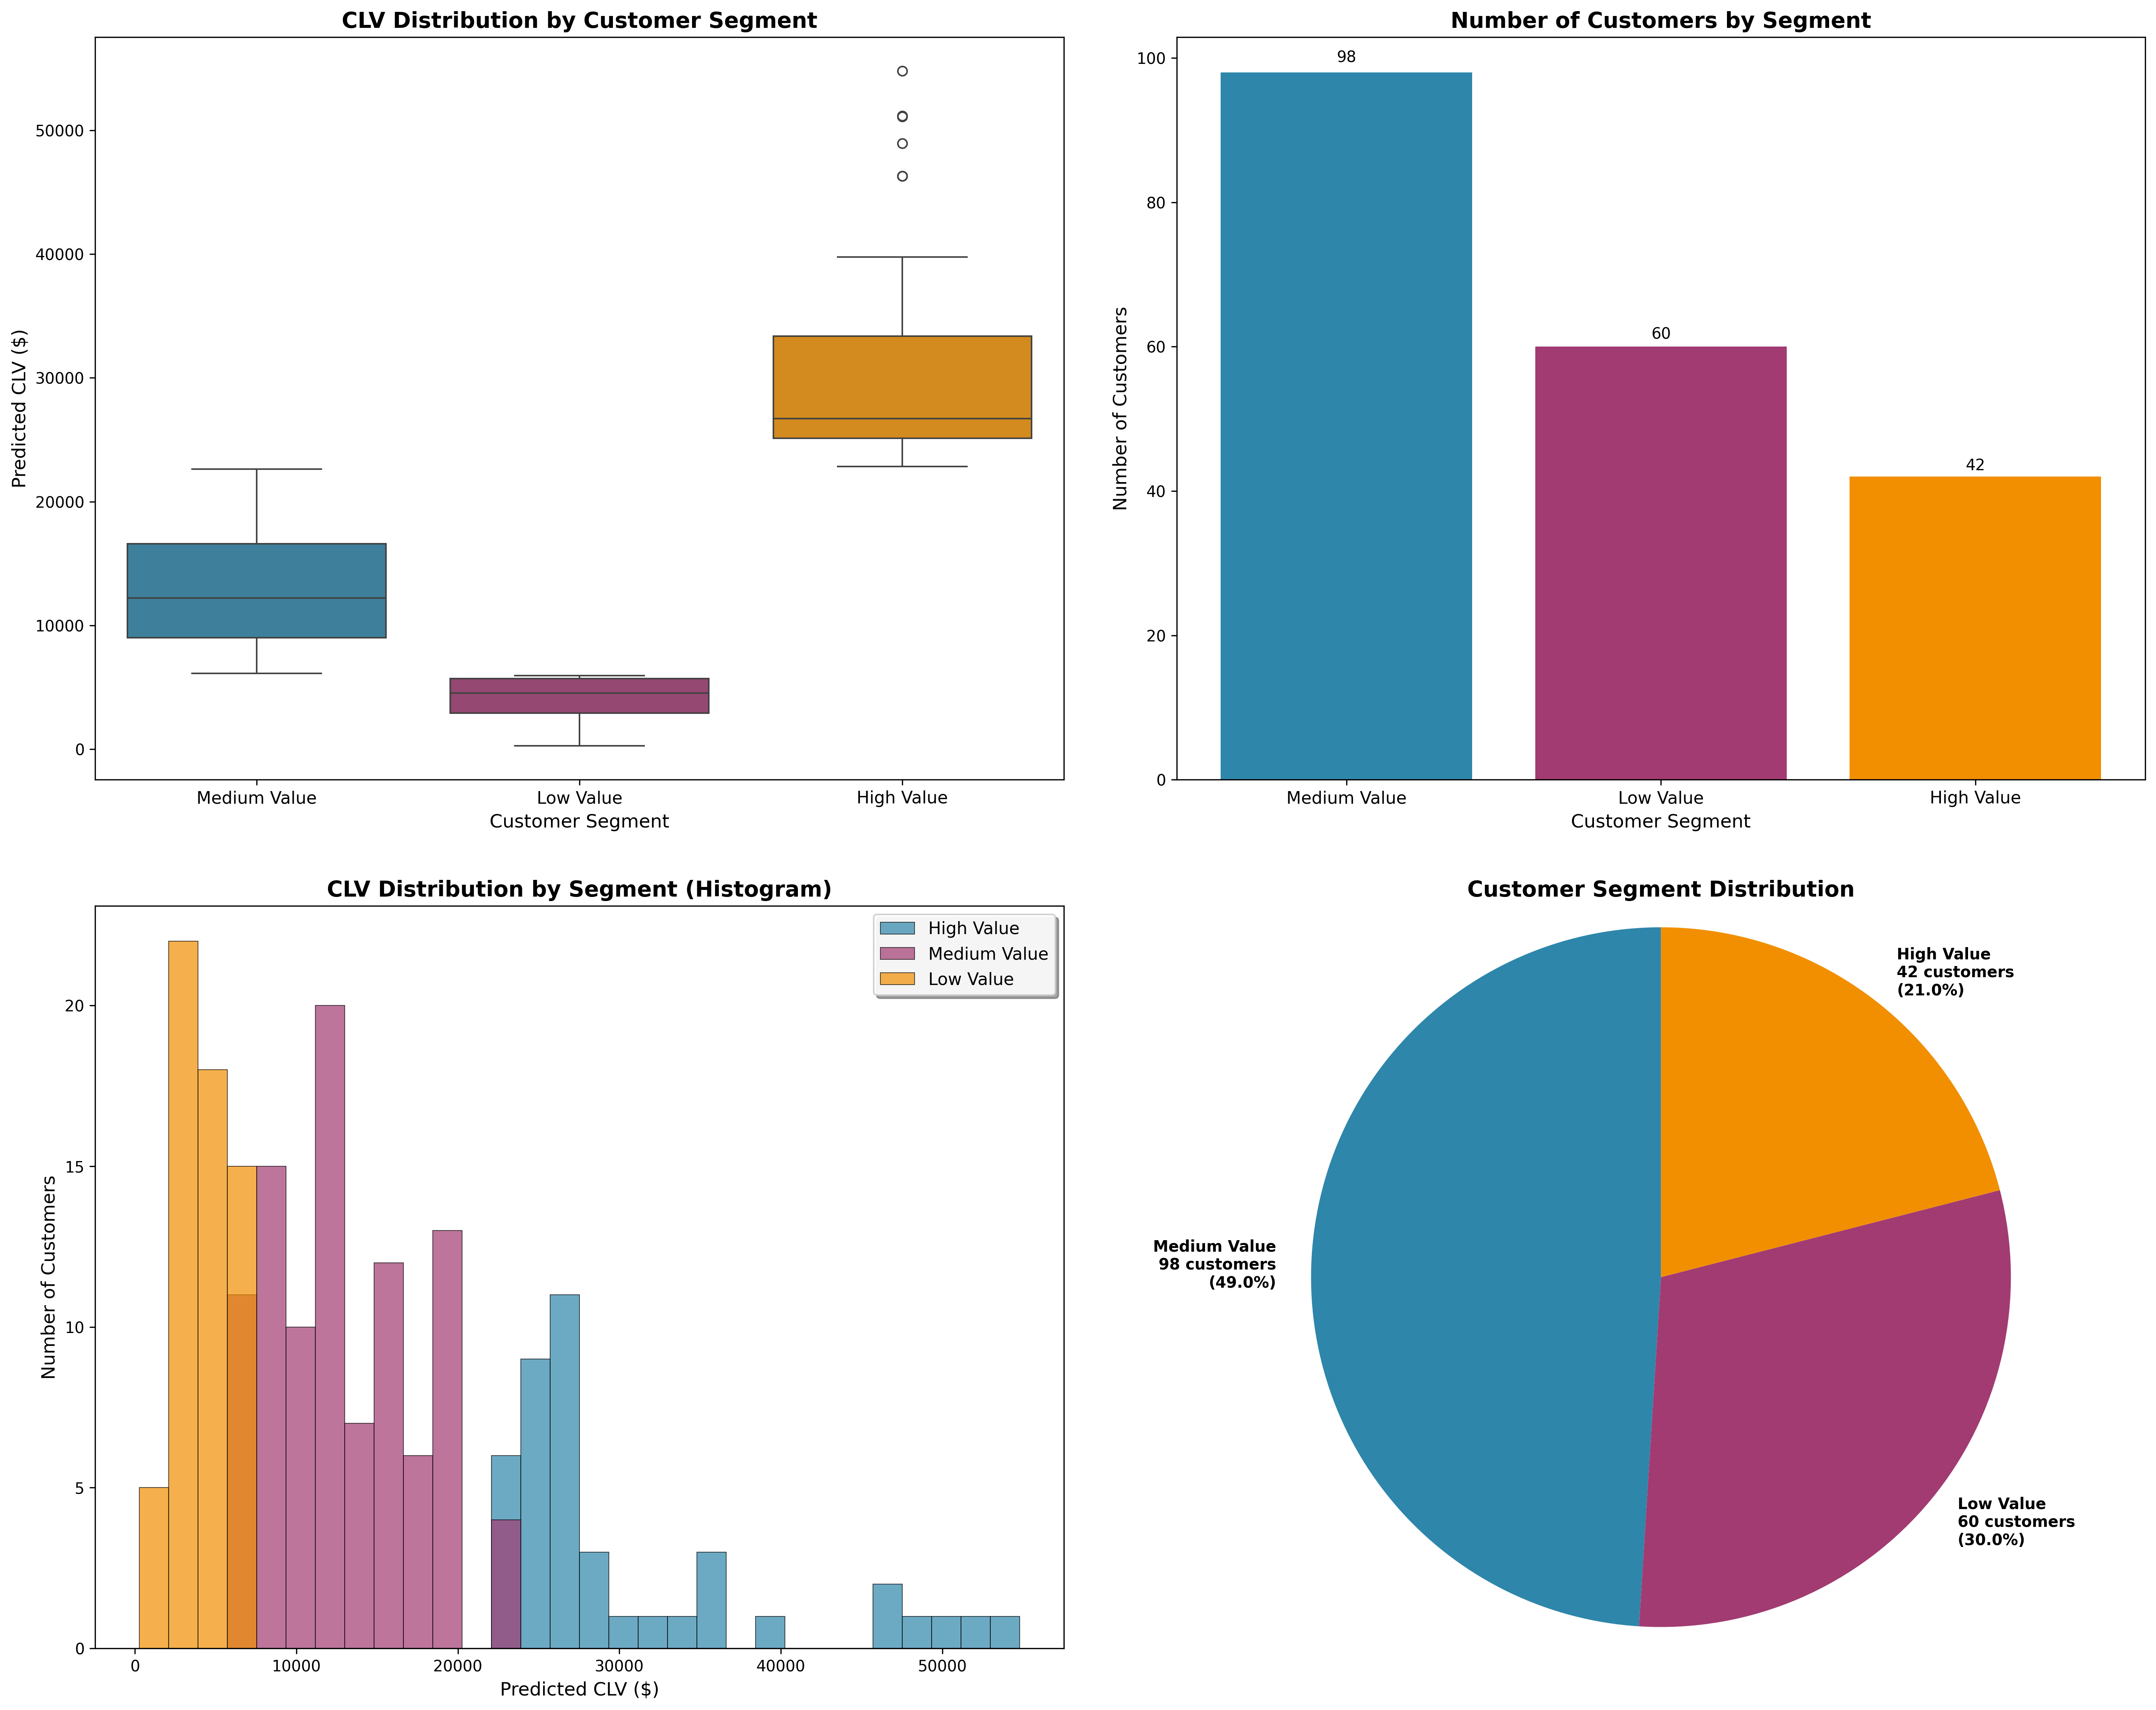 CLV Distribution by Customer Segment
Predicted CLV ($)
50000
40000
30000
20000
10000
0
Medium Value
Low Value
High Value
Customer Segment
Number of Customers by Segment
Number of Customers
100
80
60
40
20
0
98
60
42
Medium Value
Low Value
High Value
Customer Segment
CLV Distribution by Segment (Histogram)
Number of Customers
20
15
10
5
0
High Value
Medium Value
Low Value
0
10000
20000
30000
40000
50000
Predicted CLV ($)
Customer Segment Distribution
High Value
42 customers
(21.0%)
Medium Value
98 customers
(49.0%)
Low Value
60 customers
(30.0%)